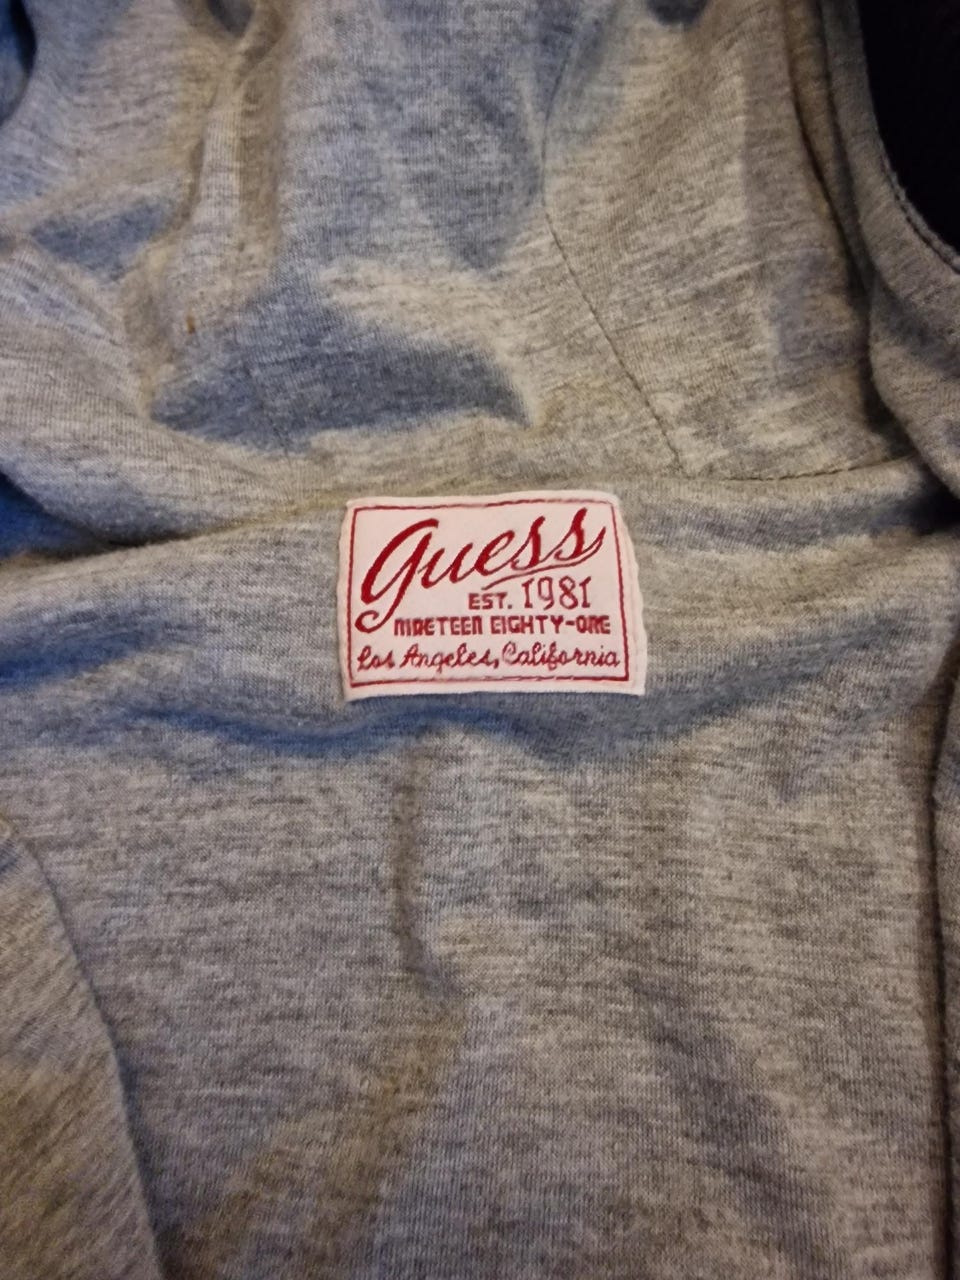 Guess
EST. 1981
NINETEEN EIGHTY-ONE
Los Angeles, California